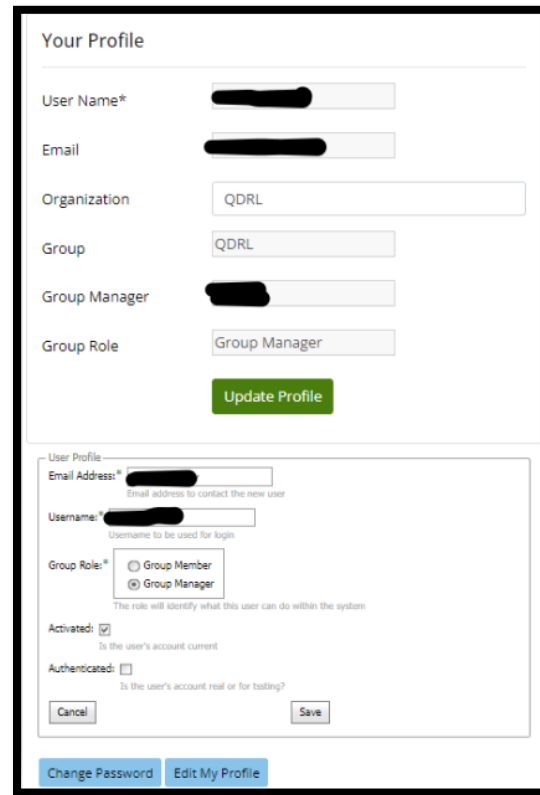 Your Profile
User Name*
Email
Organization QDRL
Group QDRL
Group Manager
Group Role Group Manager
Update Profile
User Profile
Email Address:*
Email address to contact the new user
Username:*
Username to be used for login
Group Role:* Group Member
Group Manager
The role will identify what this user can do within the system
Activated:
Is the user's account current
Authenticated:
Is the user's account real or for testing?
Cancel Save
Change Password Edit My Profile